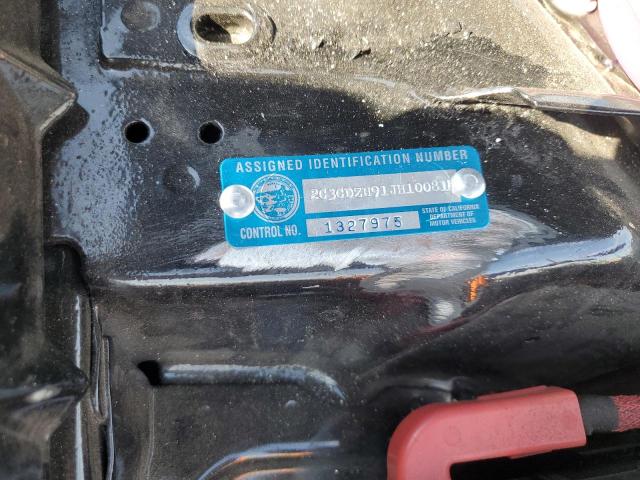 ASSIGNED IDENTIFICATION NUMBER
CONTROL NO. 1327975
STATE OF CALIFORNIA
DEPARTMENT OF
MOTOR VEHICLES